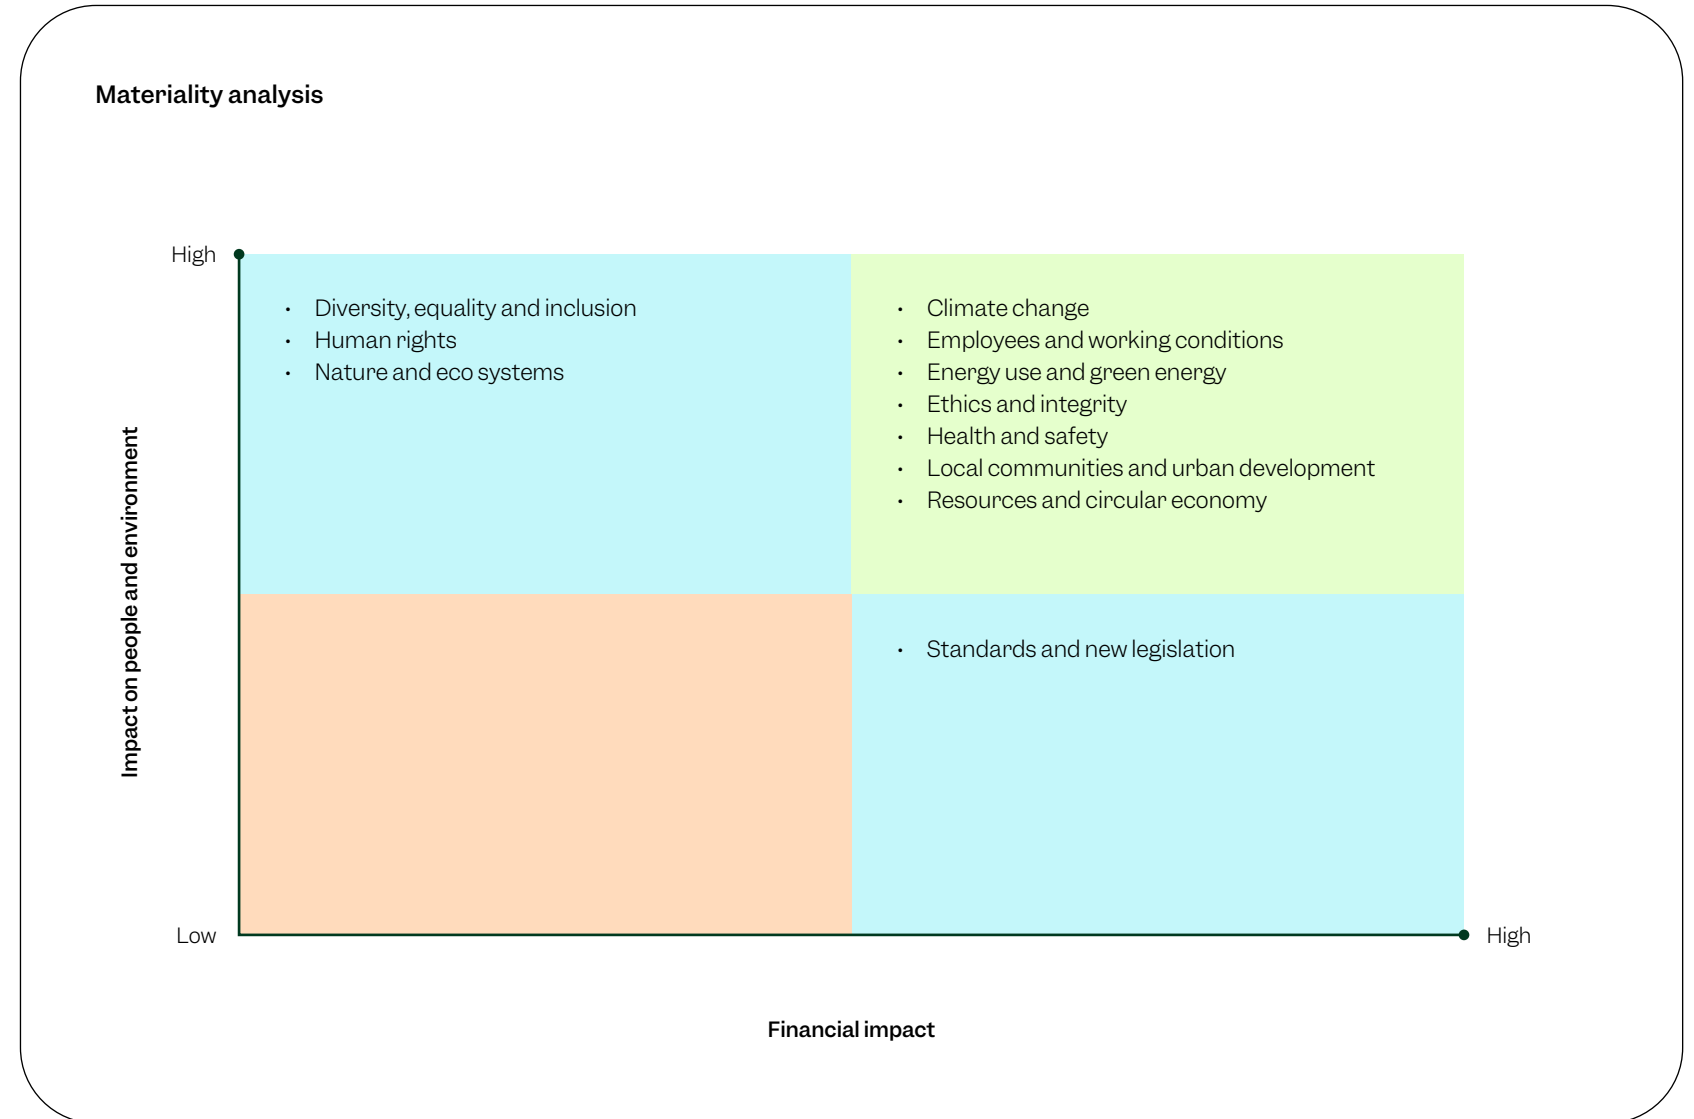 Materiality analysis
High
• Diversity, equality and inclusion
• Human rights
• Nature and eco systems
• Climate change
• Employees and working conditions
• Energy use and green energy
• Ethics and integrity
• Health and safety
• Local communities and urban development
• Resources and circular economy
Impact on people and environment
• Standards and new legislation
Low
High
Financial impact